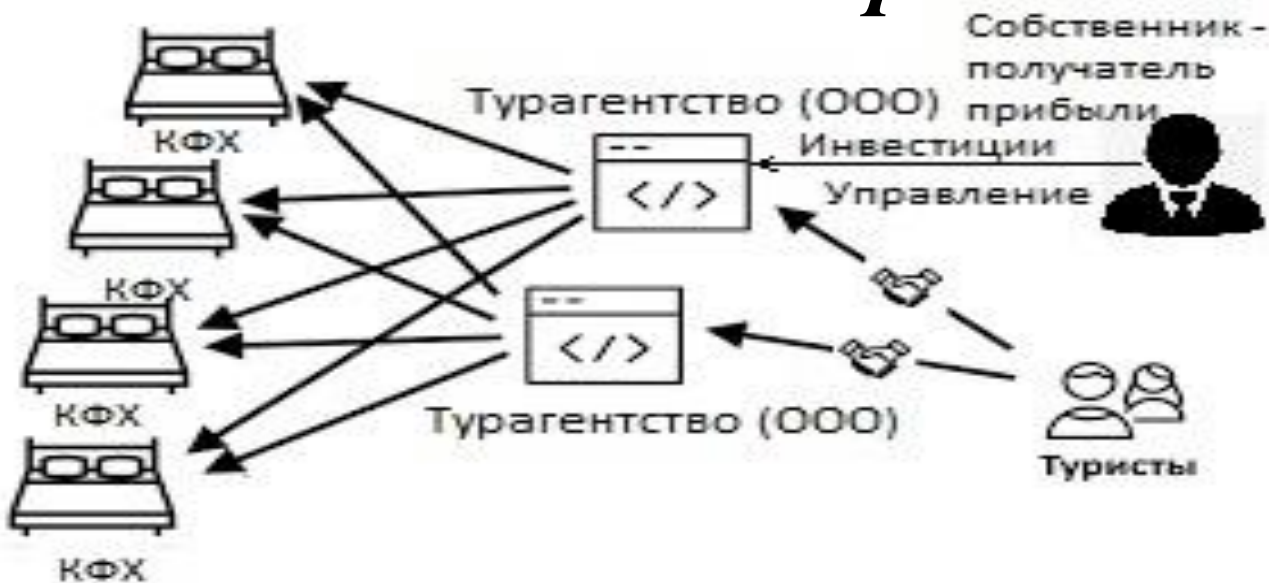 Собственник -
получатель
прибыли
Турагентство (ООО)
Инвестиции
Управление
КФХ
</>
КФХ
</>
КФХ
Турагентство (ООО)
Туристы
КФХ